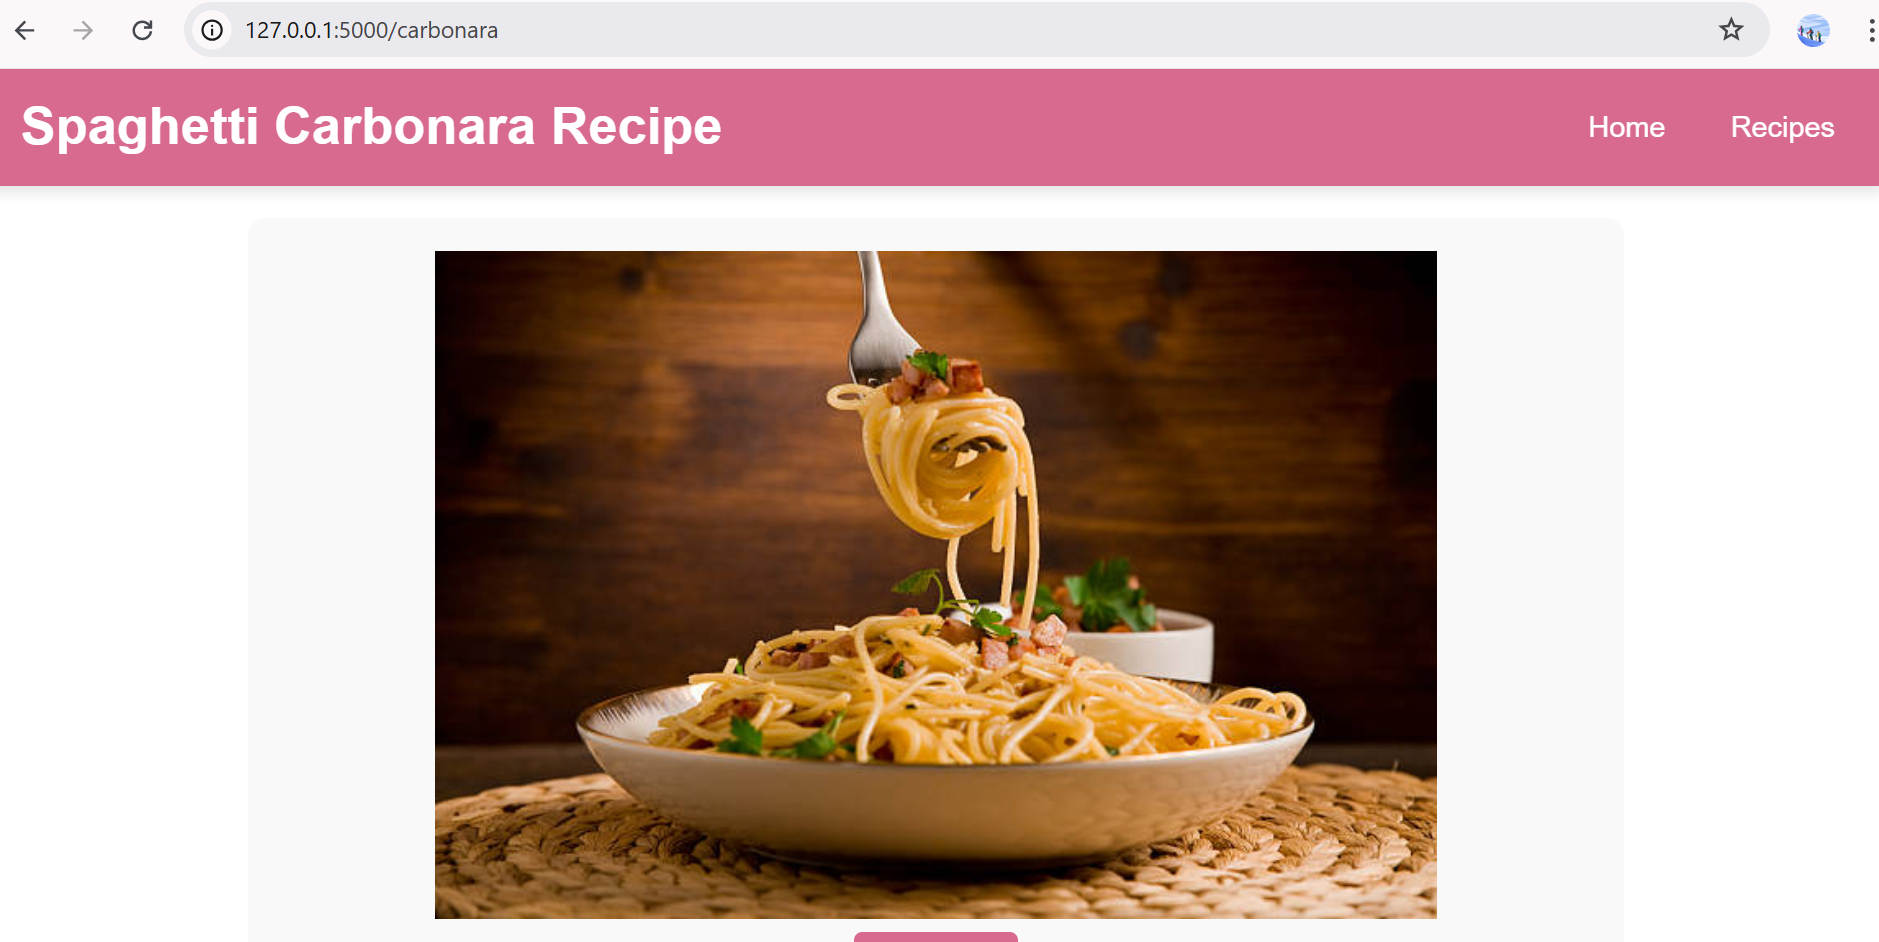 127.0.0.1:5000/carbonara
Spaghetti Carbonara Recipe
Home
Recipes